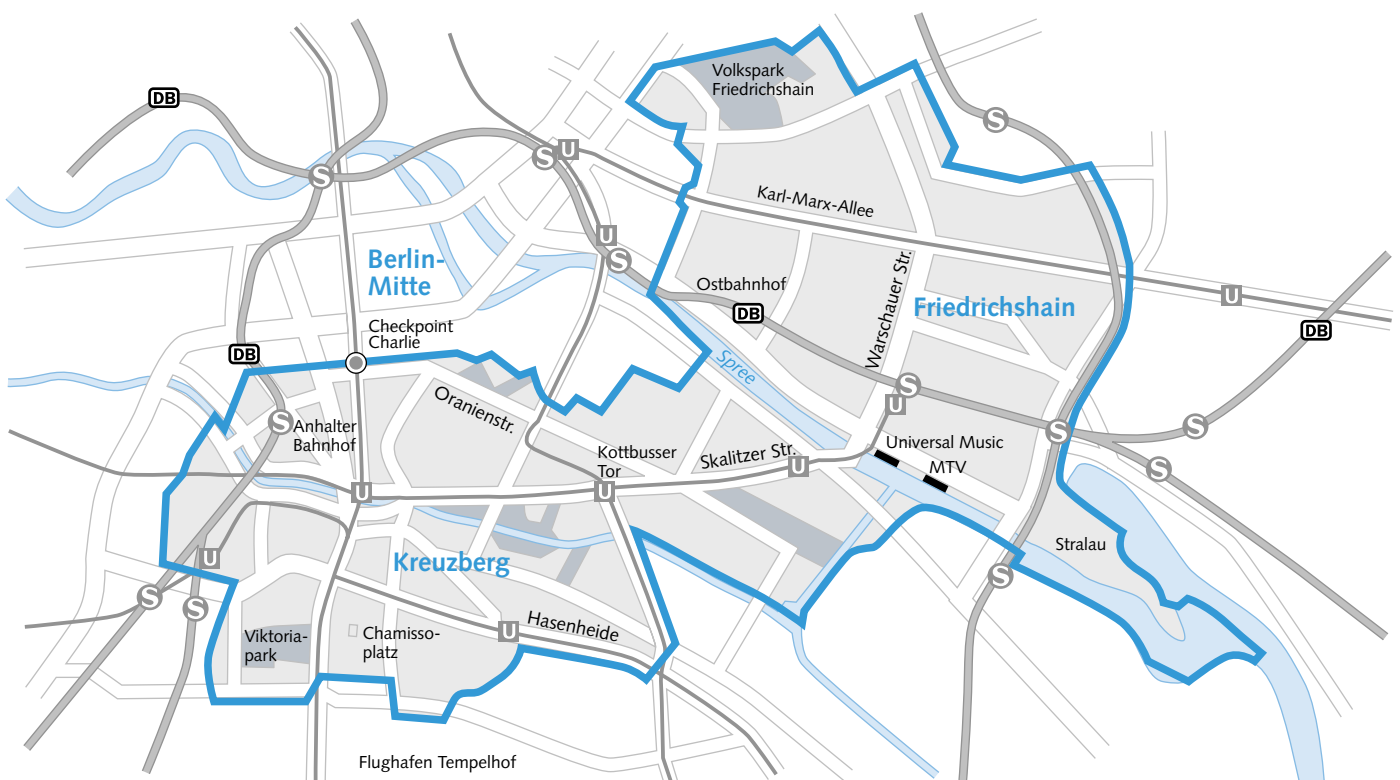 Volkspark
Friedrichshain
DB
S
S
S
U
Karl-Marx-Allee
U
S
Berlin-
Mitte
Ostbahnhof
DB
Warschauer Str.
Friedrichshain
U
DB
Checkpoint
Charlie
DB
Spree
S
U
Oranienstr.
S
Anhalter
Bahnhof
Kottbusser
Tor
Skalitzer Str.
U
Universal Music
MTV
S
S
S
U
U
Stralau
Kreuzberg
U
S
S
S
Hasenheide
U
Viktoria-
park
Chamisso-
platz
Flughafen Tempelhof